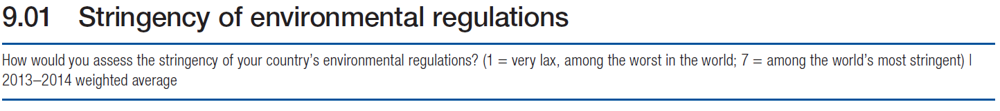 9.01 Stringency of environmental regulations
How would you assess the stringency of your country’s environmental regulations? (1 = very lax, among the worst in the world; 7 = among the world’s most stringent) |
2013–2014 weighted average